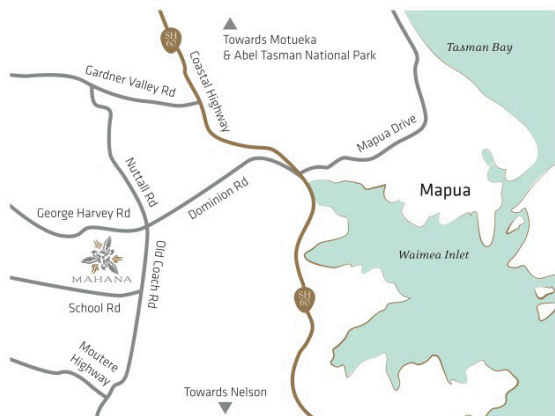 SH
60
Towards Motueka
& Abel Tasman National Park
Tasman Bay
Gardner Valley Rd
Coastal Highway
Mapua Drive
Nuttall Rd
Dominion Rd
Mapua
George Harvey Rd
Waimea Inlet
MAHANA
Old Coach Rd
SH
60
School Rd
Moutere
Highway
Towards Nelson